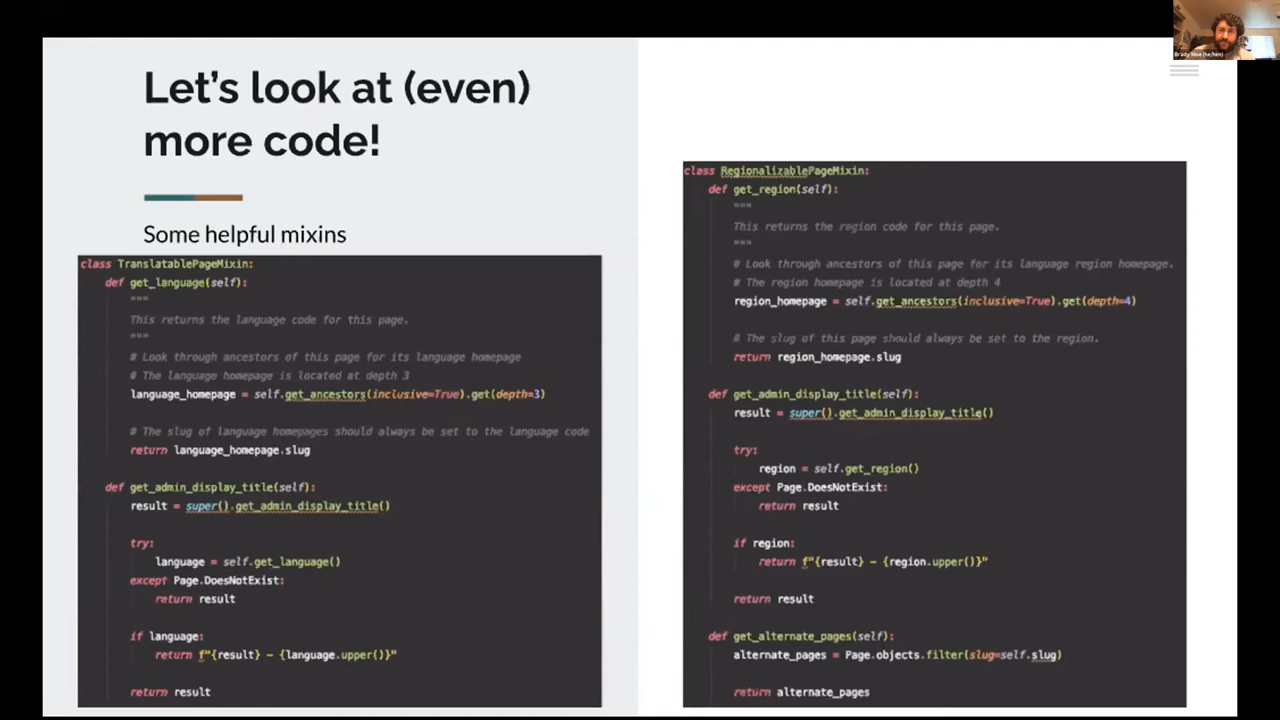 Let's look at (even)
more code!
Some helpful mixins
class TranslatablePageMixin:
def get_language(self):
"""
This returns the language code for this page.
"""
# Look through ancestors of this page for its language homepage
# The language homepage is located at depth 3
language_homepage = self.get_ancestors(inclusive=True).get(depth=3)
# The slug of language homepages should always be set to the language code
return language_homepage.slug
def get_admin_display_title(self):
result = super().get_admin_display_title()
try:
language = self.get_language()
except Page.DoesNotExist:
return result
if language:
return f"{result} - {language.upper()}"
return result
class RegionalizablePageMixin:
def get_region(self):
"""
This returns the region code for this page.
"""
# Look through ancestors of this page for its language region homepage.
# The region homepage is located at depth 4
region_homepage = self.get_ancestors(inclusive=True).get(depth=4)
# The slug of this page should always be set to the region.
return region_homepage.slug
def get_admin_display_title(self):
result = super().get_admin_display_title()
try:
region = self.get_region()
except Page.DoesNotExist:
return result
if region:
return f"{result} - {region.upper()}"
return result
def get_alternate_pages(self):
alternate_pages = Page.objects.filter(slug=self.slug)
return alternate_pages
Brady Moe (he/him)